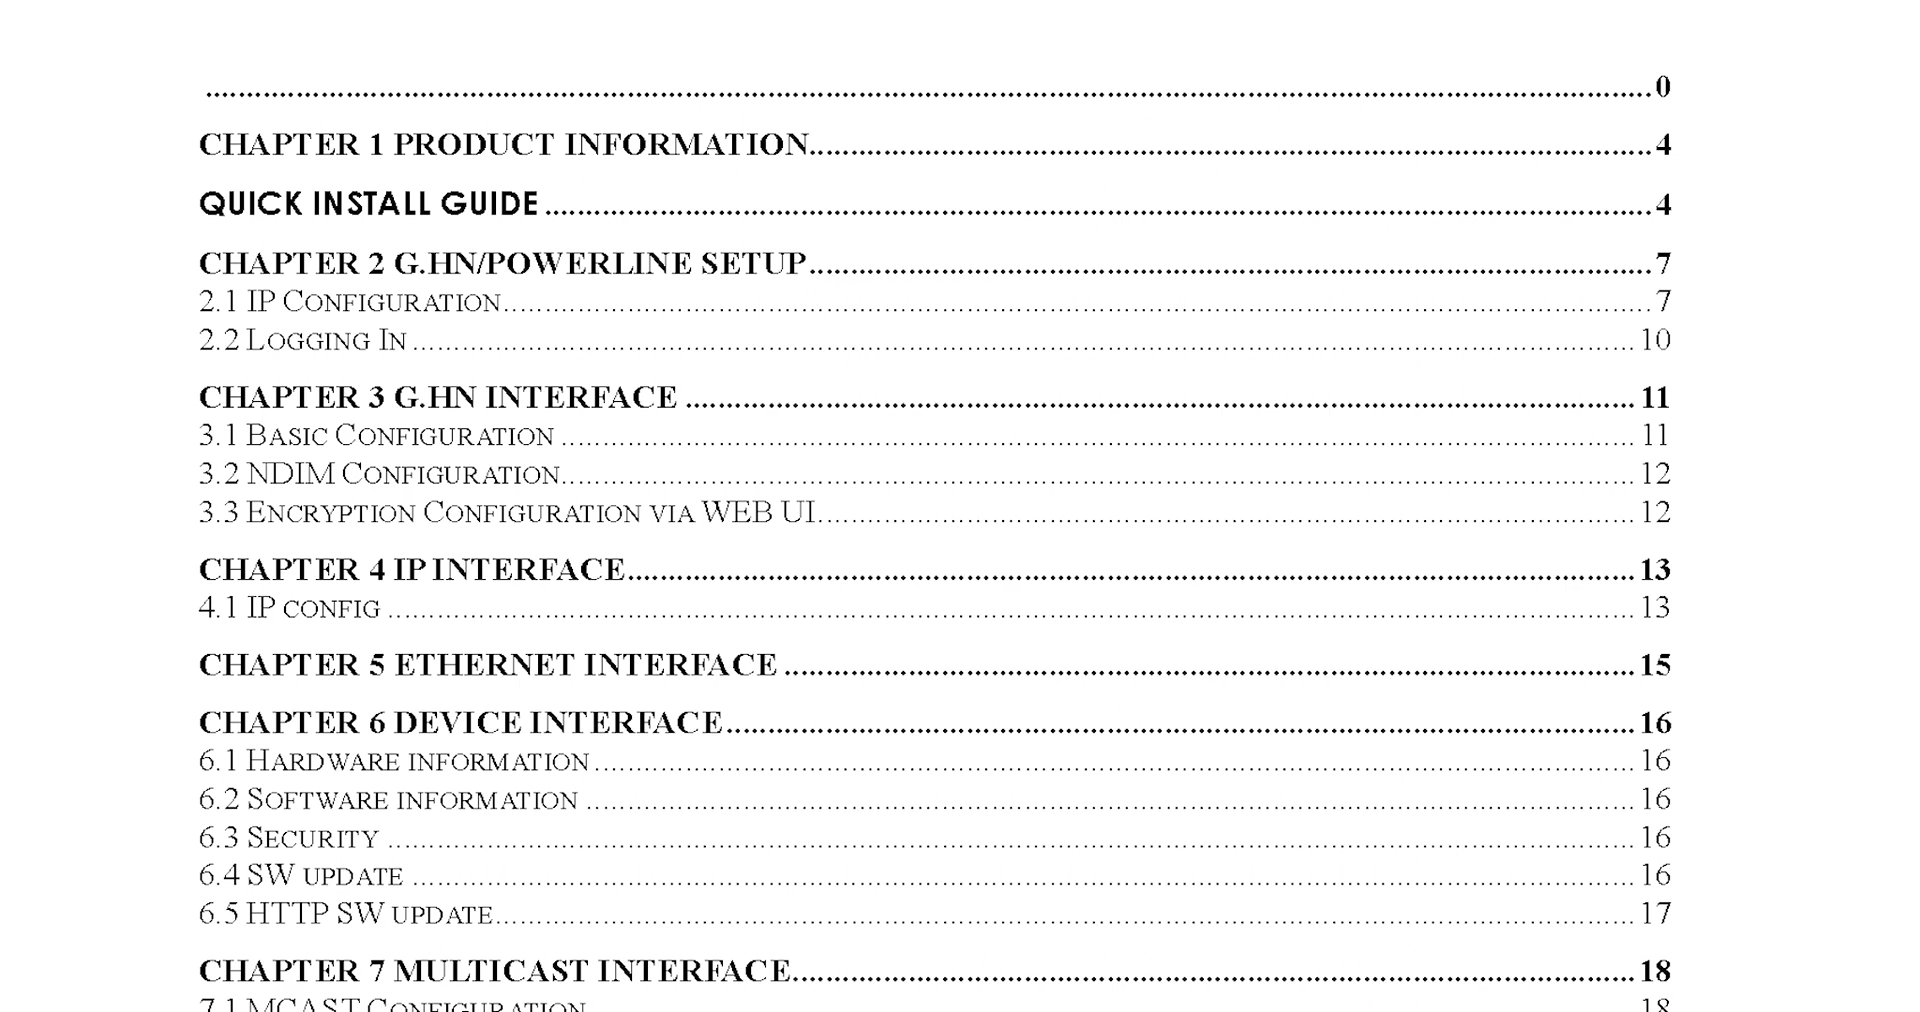 ........................................................................................................ 0
CHAPTER 1 PRODUCT INFORMATION........................................................ 4
QUICK INSTALL GUIDE ........................................................ 4
CHAPTER 2 G.HN/POWERLINE SETUP........................................................ 7
2.1 IP CONFIGURATION........................................................ 7
2.2 LOGGING IN ........................................................ 10
CHAPTER 3 G.HN INTERFACE ........................................................ 11
3.1 BASIC CONFIGURATION ........................................................ 11
3.2 NDIM CONFIGURATION........................................................ 12
3.3 ENCRYPTION CONFIGURATION VIA WEB UI........................................................ 12
CHAPTER 4 IP INTERFACE........................................................ 13
4.1 IP CONFIG ........................................................ 13
CHAPTER 5 ETHERNET INTERFACE ........................................................ 15
CHAPTER 6 DEVICE INTERFACE........................................................ 16
6.1 HARDWARE INFORMATION ........................................................ 16
6.2 SOFTWARE INFORMATION ........................................................ 16
6.3 SECURITY ........................................................ 16
6.4 SW UPDATE ........................................................ 16
6.5 HTTP SW UPDATE........................................................ 17
CHAPTER 7 MULTICAST INTERFACE........................................................ 18
7.1 MCAST CONFIGURATION 18